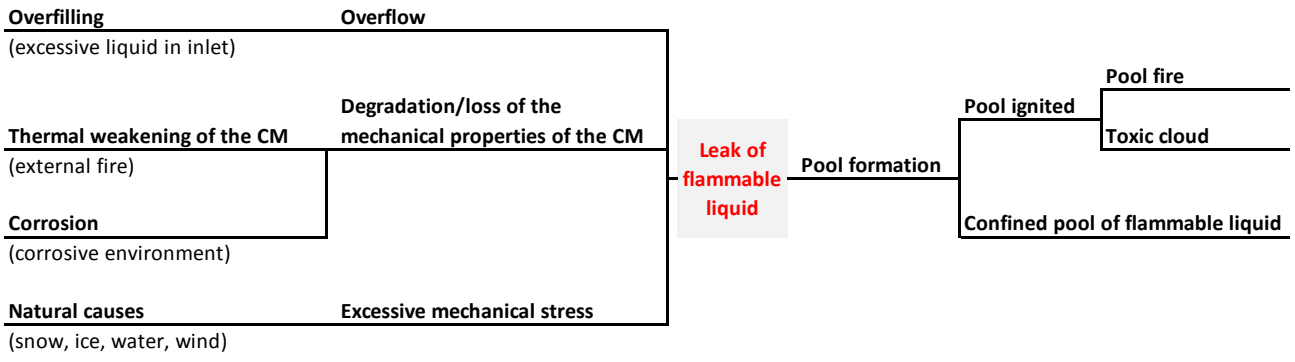 Overfilling
Overflow
(excessive liquid in inlet)
Thermal weakening of the CM
(external fire)
Degradation/loss of the
mechanical properties of the CM
Corrosion
(corrosive environment)
Natural causes
Excessive mechanical stress
(snow, ice, water, wind)
Leak of
flammable
liquid
Pool formation
Pool ignited
Pool fire
Toxic cloud
Confined pool of flammable liquid